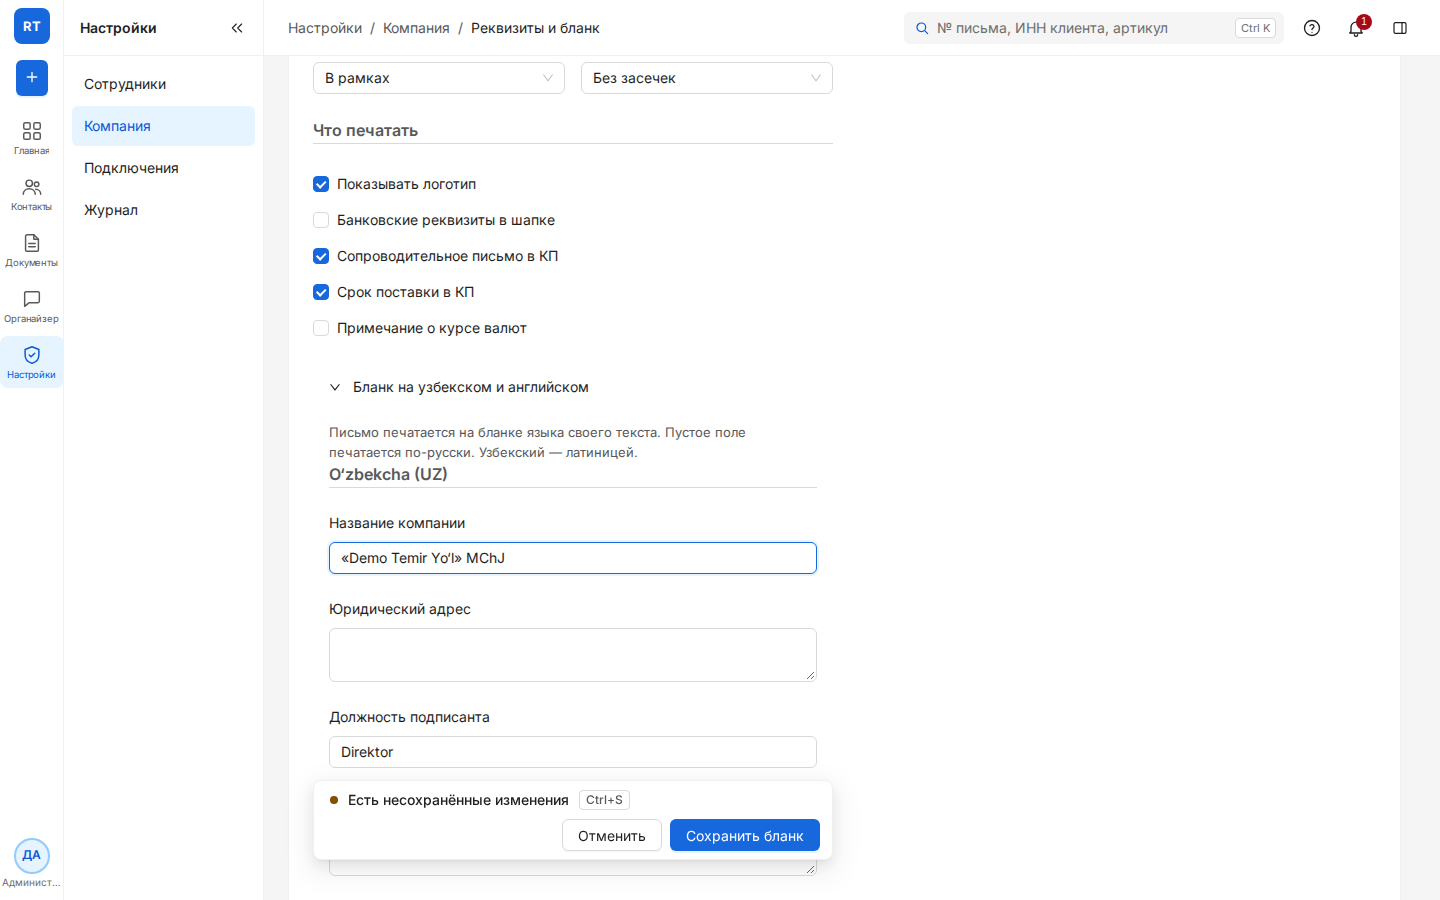 RT
Настройки
Настройки / Компания / Реквизиты и бланк
№ письма, ИНН клиента, артикул
Ctrl K
1
+
Главная
Контакты
Документы
Органайзер
Настройки
ДА
Админист...
Сотрудники
Компания
Подключения
Журнал
В рамках
Без засечек
Что печатать
Показывать логотип
Банковские реквизиты в шапке
Сопроводительное письмо в КП
Срок поставки в КП
Примечание о курсе валют
Бланк на узбекском и английском
Письмо печатается на бланке языка своего текста. Пустое поле
печатается по-русски. Узбекский — латиницей.
Oʻzbekcha (UZ)
Название компании
«Demo Temir Yoʻl» MChJ
Юридический адрес
Должность подписанта
Direktor
Есть несохранённые изменения
Ctrl+S
Отменить
Сохранить бланк